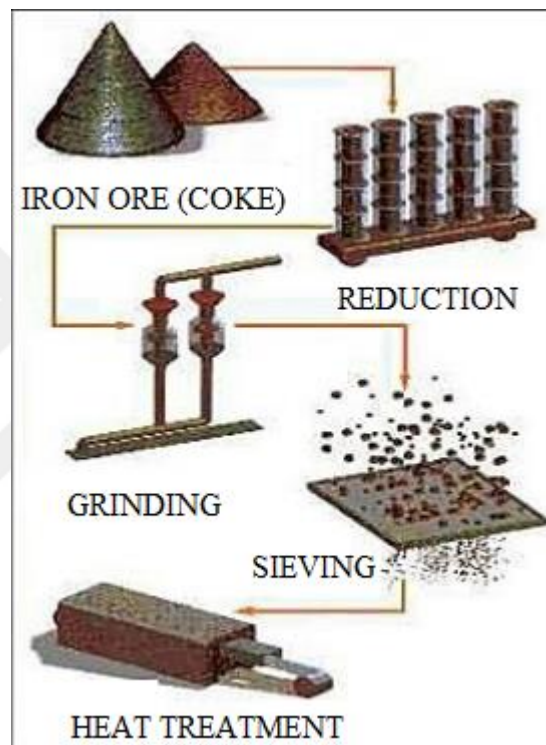 IRON ORE (COKE)
REDUCTION
GRINDING
SIEVING
HEAT TREATMENT